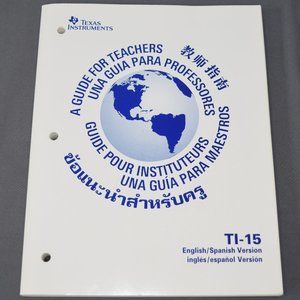 TEXAS
INSTRUMENTS
A GUIDE FOR TEACHERS
教师指南
UNA GUIA PARA PROFESSORES
GUIDE POUR INSTITUTEURS
UNA GUÍA PARA MAESTROS
ข้อแนะนำสำหรับครู
TI-15
English/Spanish Version
inglés/español Versión